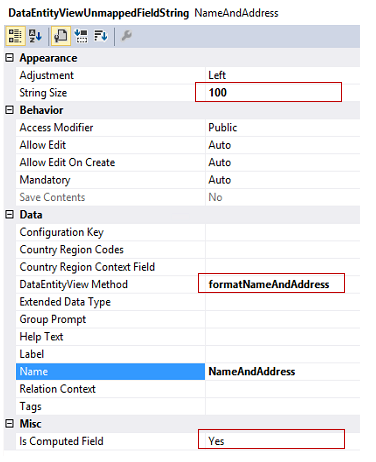 DataEntityViewUnmappedFieldString NameAndAddress
Appearance
Adjustment Left
String Size 100
Behavior
Access Modifier Public
Allow Edit Auto
Allow Edit On Create Auto
Mandatory Auto
Save Contents No
Data
Configuration Key
Country Region Codes
Country Region Context Field
DataEntityView Method formatNameAndAddress
Extended Data Type
Group Prompt
Help Text
Label
Name NameAndAddress
Relation Context
Tags
Misc
Is Computed Field Yes